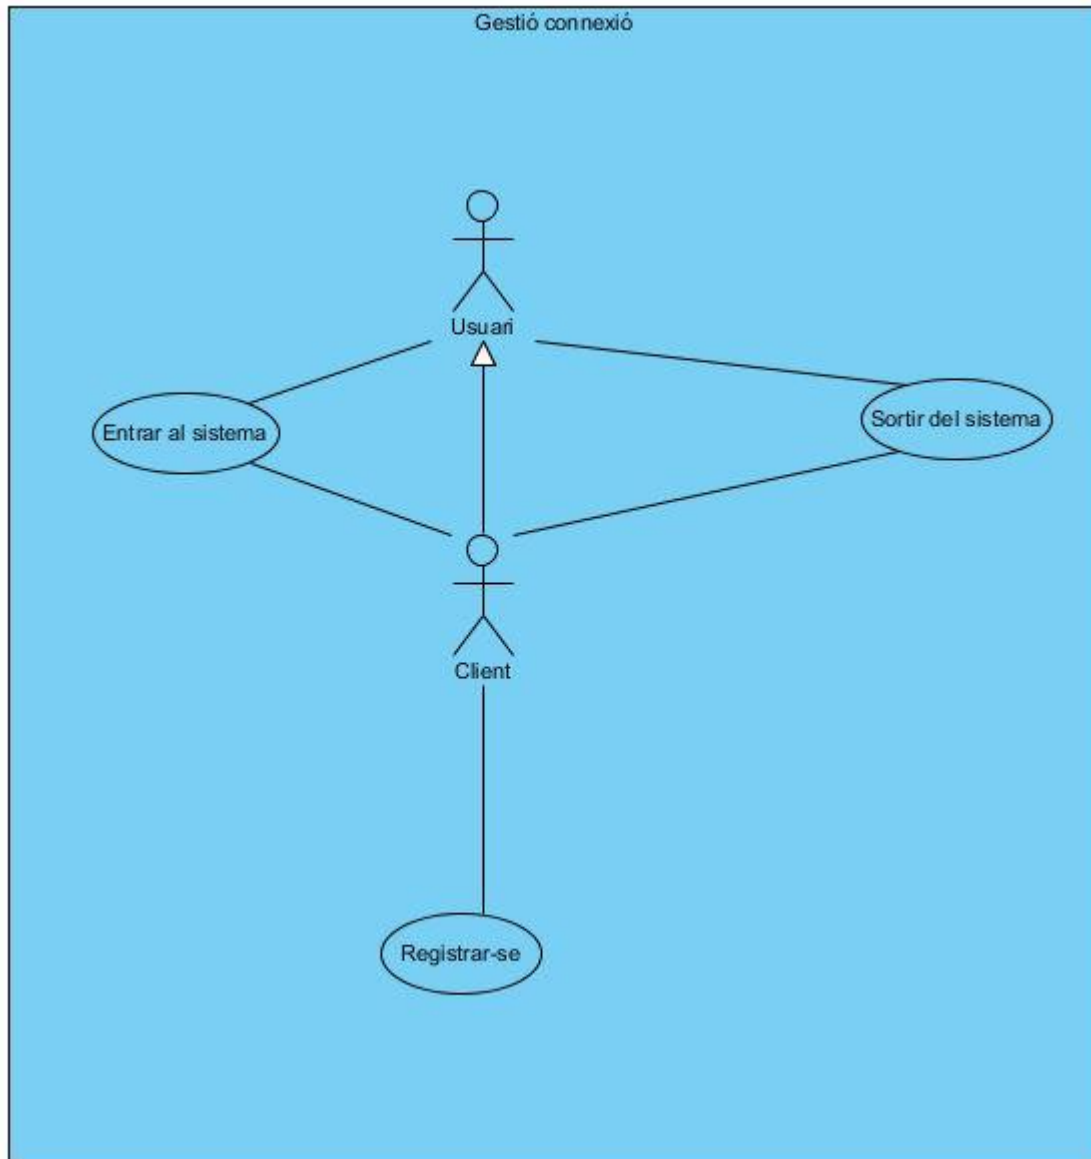 Gestió connexió
Usuari
Entrar al sistema
Sortir del sistema
Client
Registrar-se